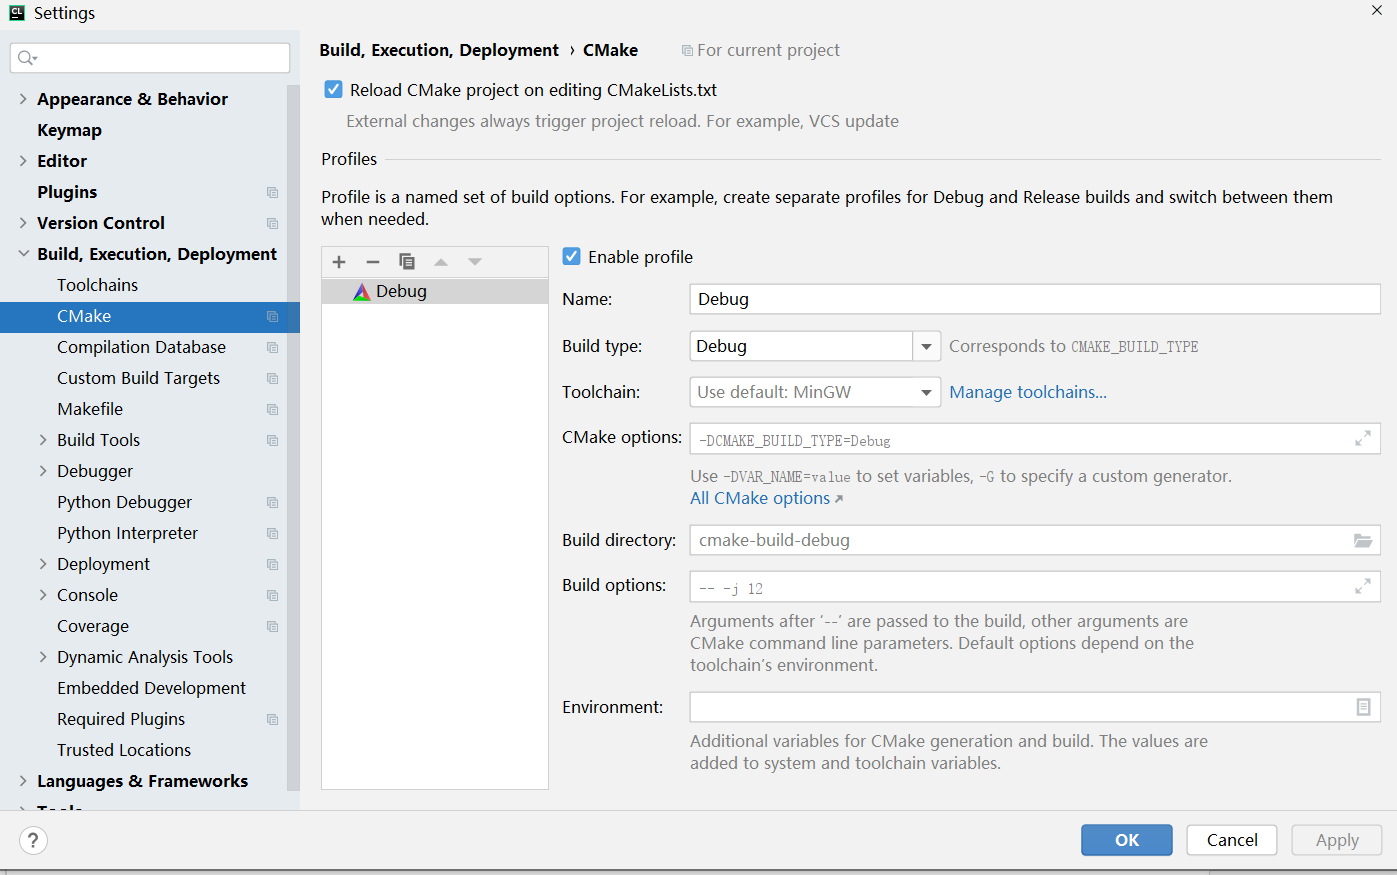 CL Settings
Appearance & Behavior
Keymap
Editor
Plugins
Version Control
Build, Execution, Deployment
Toolchains
CMake
Compilation Database
Custom Build Targets
Makefile
Build Tools
Debugger
Python Debugger
Python Interpreter
Deployment
Console
Coverage
Dynamic Analysis Tools
Embedded Development
Required Plugins
Trusted Locations
Languages & Frameworks
Tools
Build, Execution, Deployment › CMake For current project
Reload CMake project on editing CMakeLists.txt
External changes always trigger project reload. For example, VCS update
Profiles
Profile is a named set of build options. For example, create separate profiles for Debug and Release builds and switch between them
when needed.
Debug
Enable profile
Name: Debug
Build type: Debug Corresponds to CMAKE_BUILD_TYPE
Toolchain: Use default: MinGW Manage toolchains...
CMake options: -DCMAKE_BUILD_TYPE=Debug
Use -DVAR_NAME=value to set variables, -G to specify a custom generator.
All CMake options ↗
Build directory: cmake-build-debug
Build options: -- -j 12
Arguments after '--' are passed to the build, other arguments are
CMake command line parameters. Default options depend on the
toolchain's environment.
Environment:
Additional variables for CMake generation and build. The values are
added to system and toolchain variables.
? OK Cancel Apply